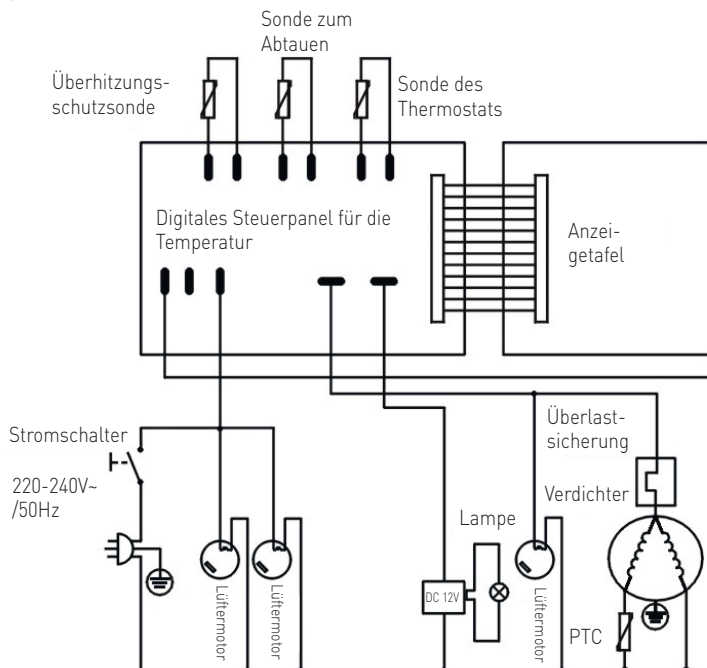 Sonde zum
Abtauen
Überhitzungs-
schutzsonde
Sonde des
Thermostats
Digitales Steuerpanel für die
Temperatur
Anzei-
getafel
Stromschalter
220-240V~
/50Hz
Überlast-
sicherung
Verdichter
Lampe
DC 12V
Lüftermotor
Lüftermotor
Lüftermotor
PTC